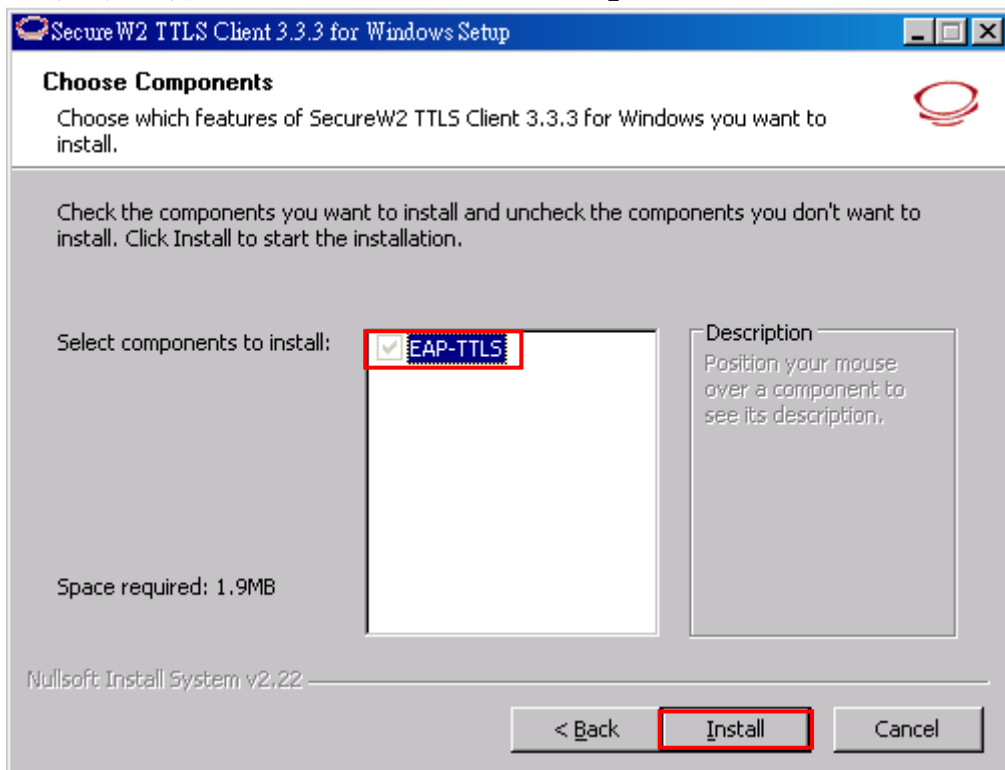 SecureW2 TTLS Client 3.3.3 for Windows Setup
Choose Components
Choose which features of SecureW2 TTLS Client 3.3.3 for Windows you want to
install.
Check the components you want to install and uncheck the components you don't want to
install. Click Install to start the installation.
Select components to install:
EAP-TTLS
Description
Position your mouse
over a component to
see its description.
Space required: 1.9MB
Nullsoft Install System v2.22
< Back
Install
Cancel